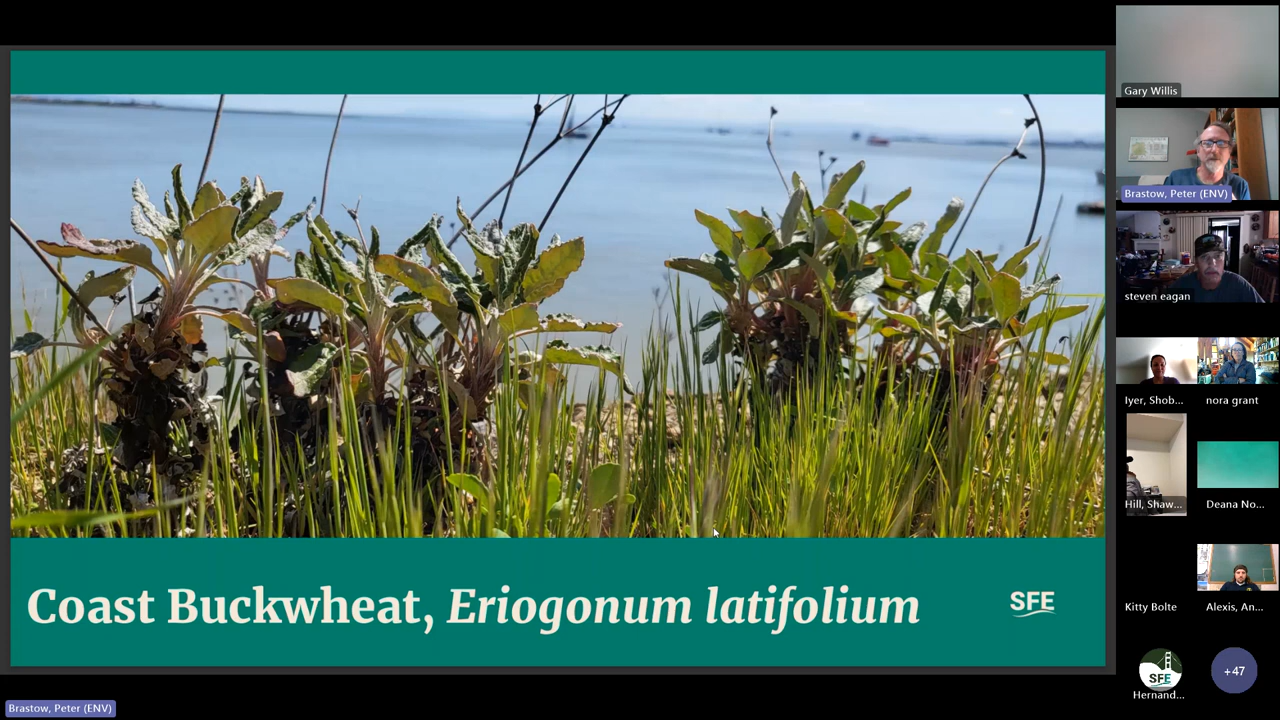 Gary Willis
Brastow, Peter (ENV)
steven eagan
Iyer, Shob...
nora grant
Hill, Shaw...
Deana No...
Kitty Bolte
Alexis, An...
SFE
Hernand...
+47
Coast Buckwheat, Eriogonum latifolium
SFE
Brastow, Peter (ENV)